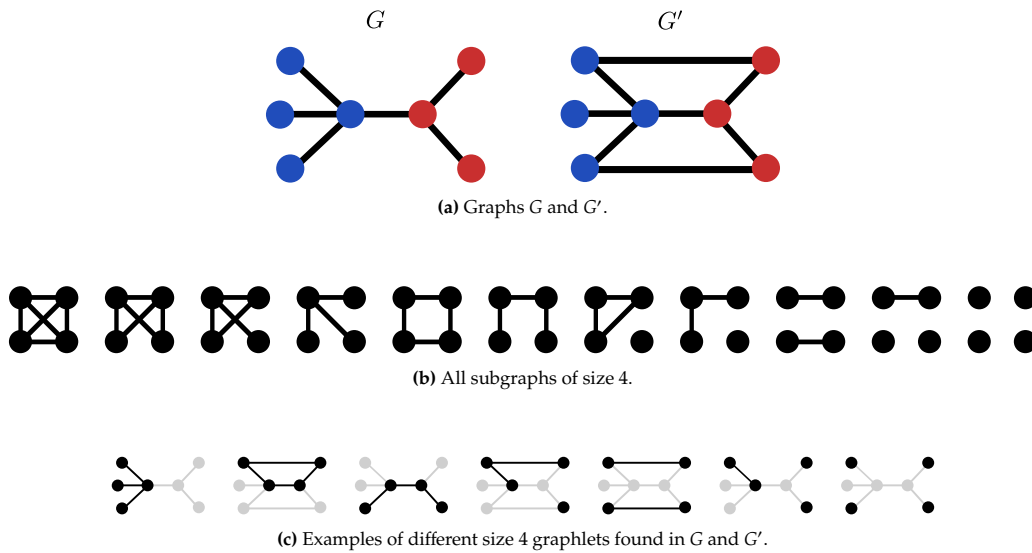 G G′
(a) Graphs G and G′.
(b) All subgraphs of size 4.
(c) Examples of different size 4 graphlets found in G and G′.